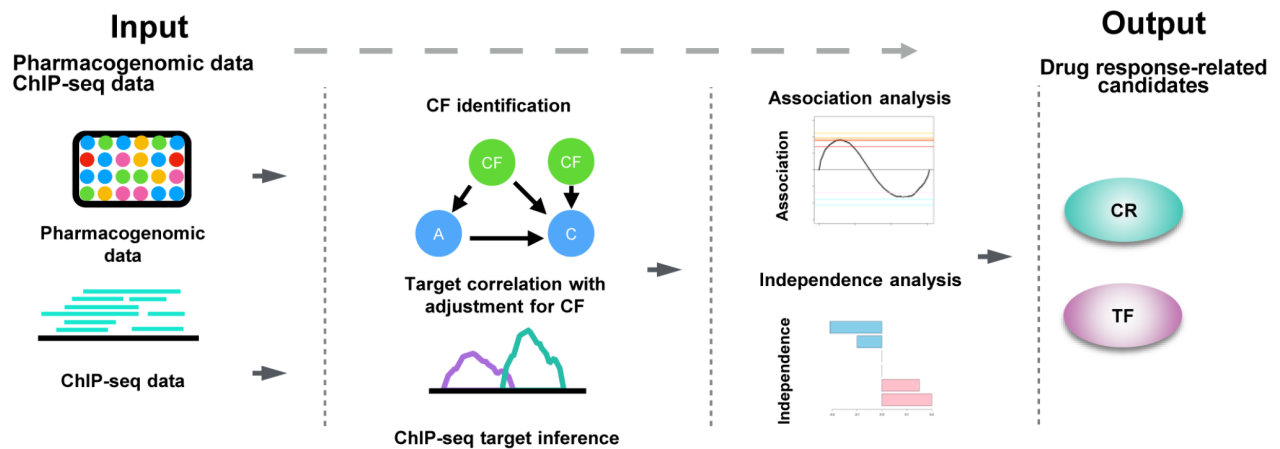 Input
Pharmacogenomic data
ChIP-seq data
Pharmacogenomic
data
ChIP-seq data
CF identification
CF
CF
A
C
Target correlation with
adjustment for CF
ChIP-seq target inference
Association analysis
Association
Independence analysis
Independence
Output
Drug response-related
candidates
CR
TF